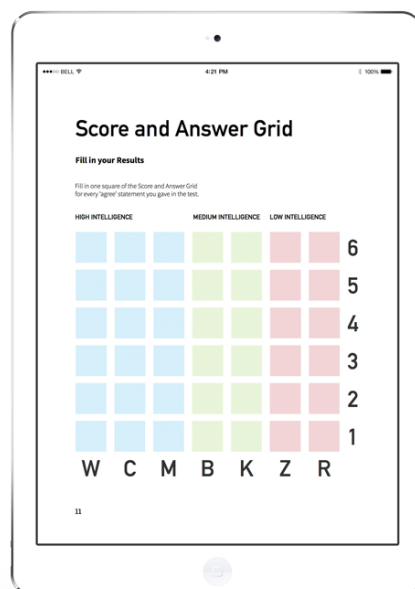 BELL
4:21 PM
100%
Score and Answer Grid
Fill in your Results
Fill in one square of the Score and Answer Grid
for every 'agree' statement you gave in the test.
HIGH INTELLIGENCE MEDIUM INTELLIGENCE LOW INTELLIGENCE
6
5
4
3
2
1
W C M B K Z R
11